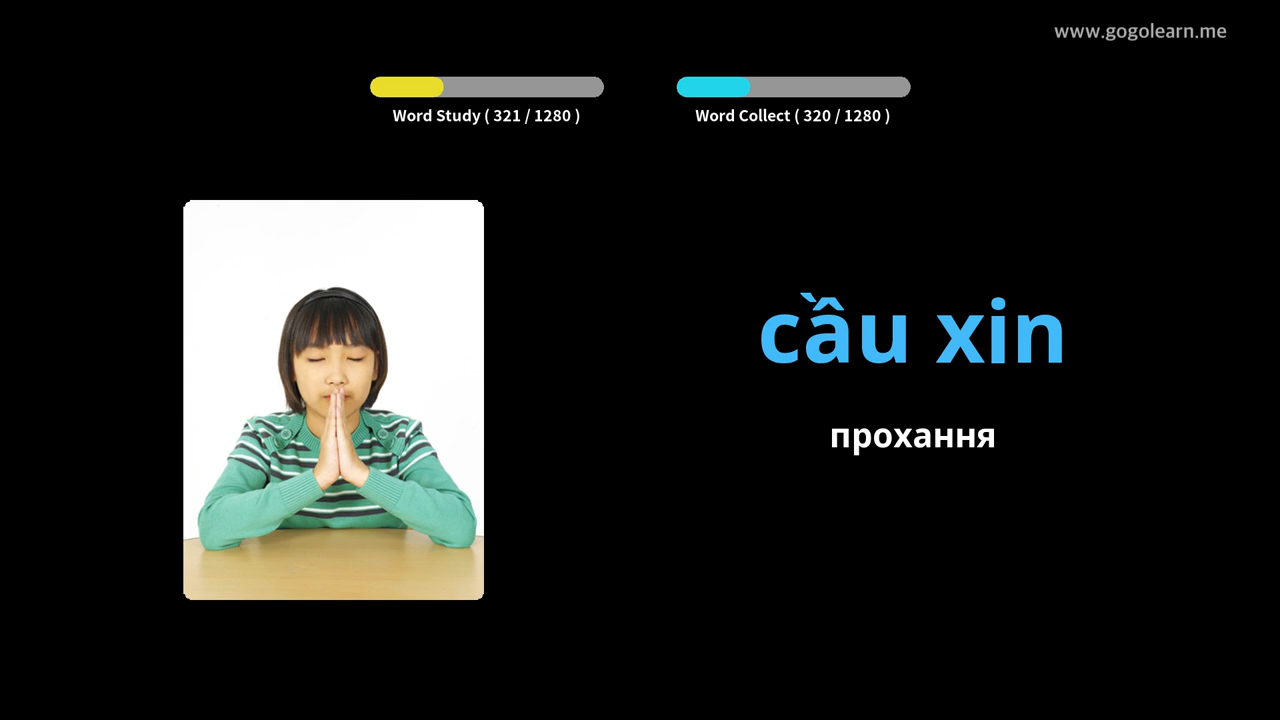 www.gogolearn.me
Word Study ( 321 / 1280 )
Word Collect ( 320 / 1280 )
cầu xin
прохання